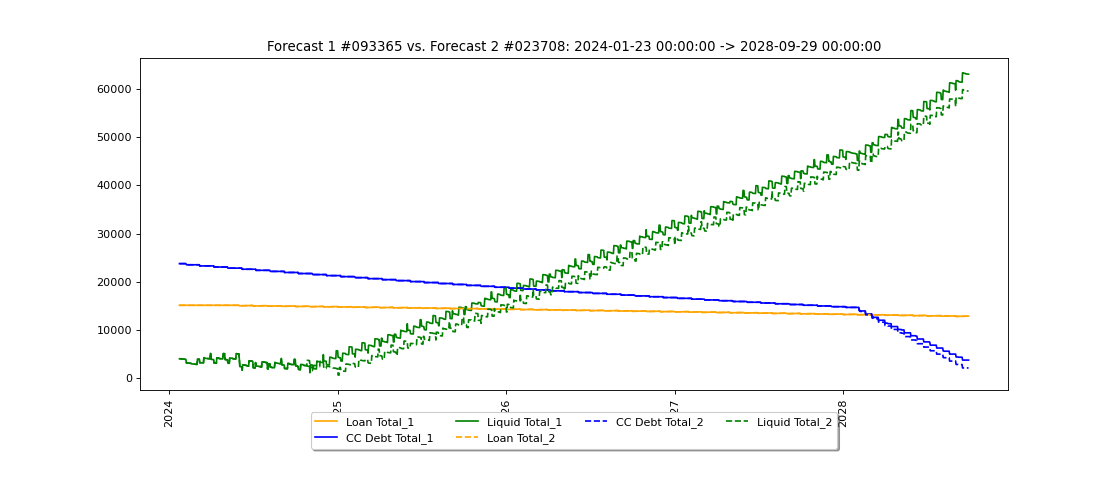 Forecast 1 #093365 vs. Forecast 2 #023708: 2024-01-23 00:00:00 -> 2028-09-29 00:00:00
60000
50000
40000
30000
20000
10000
0
2024
25
26
27
2028
Loan Total_1
Liquid Total_1
CC Debt Total_2
Liquid Total_2
CC Debt Total_1
Loan Total_2